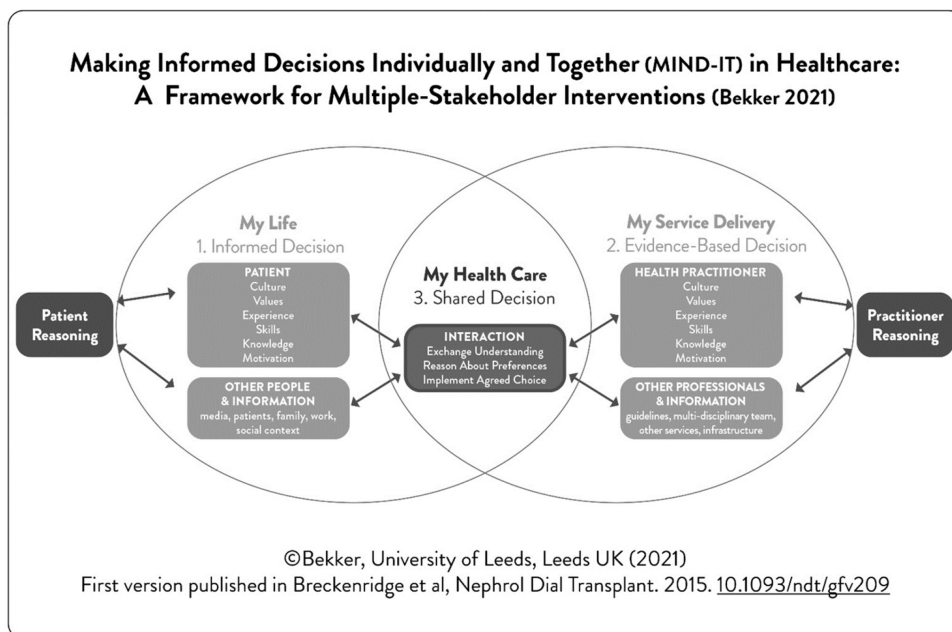 Making Informed Decisions Individually and Together (MIND-IT) in Healthcare:
A Framework for Multiple-Stakeholder Interventions (Bekker 2021)
My Life
1. Informed Decision
PATIENT
Culture
Values
Experience
Skills
Knowledge
Motivation
OTHER PEOPLE
& INFORMATION
media, patients, family, work,
social context
Patient
Reasoning
My Health Care
3. Shared Decision
INTERACTION
Exchange Understanding
Reason About Preferences
Implement Agreed Choice
My Service Delivery
2. Evidence-Based Decision
HEALTH PRACTITIONER
Culture
Values
Experience
Skills
Knowledge
Motivation
OTHER PROFESSIONALS
& INFORMATION
guidelines, multi-disciplinary team,
other services, infrastructure
Practitioner
Reasoning
©Bekker, University of Leeds, Leeds UK (2021)
First version published in Breckenridge et al, Nephrol Dial Transplant. 2015. 10.1093/ndt/gfv209